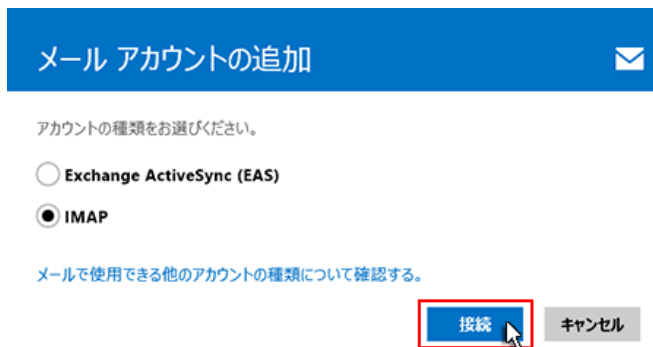 メール アカウントの追加
アカウントの種類をお選びください。
Exchange ActiveSync (EAS)
IMAP
メールで使用できる他のアカウントの種類について確認する。
接続
キャンセル